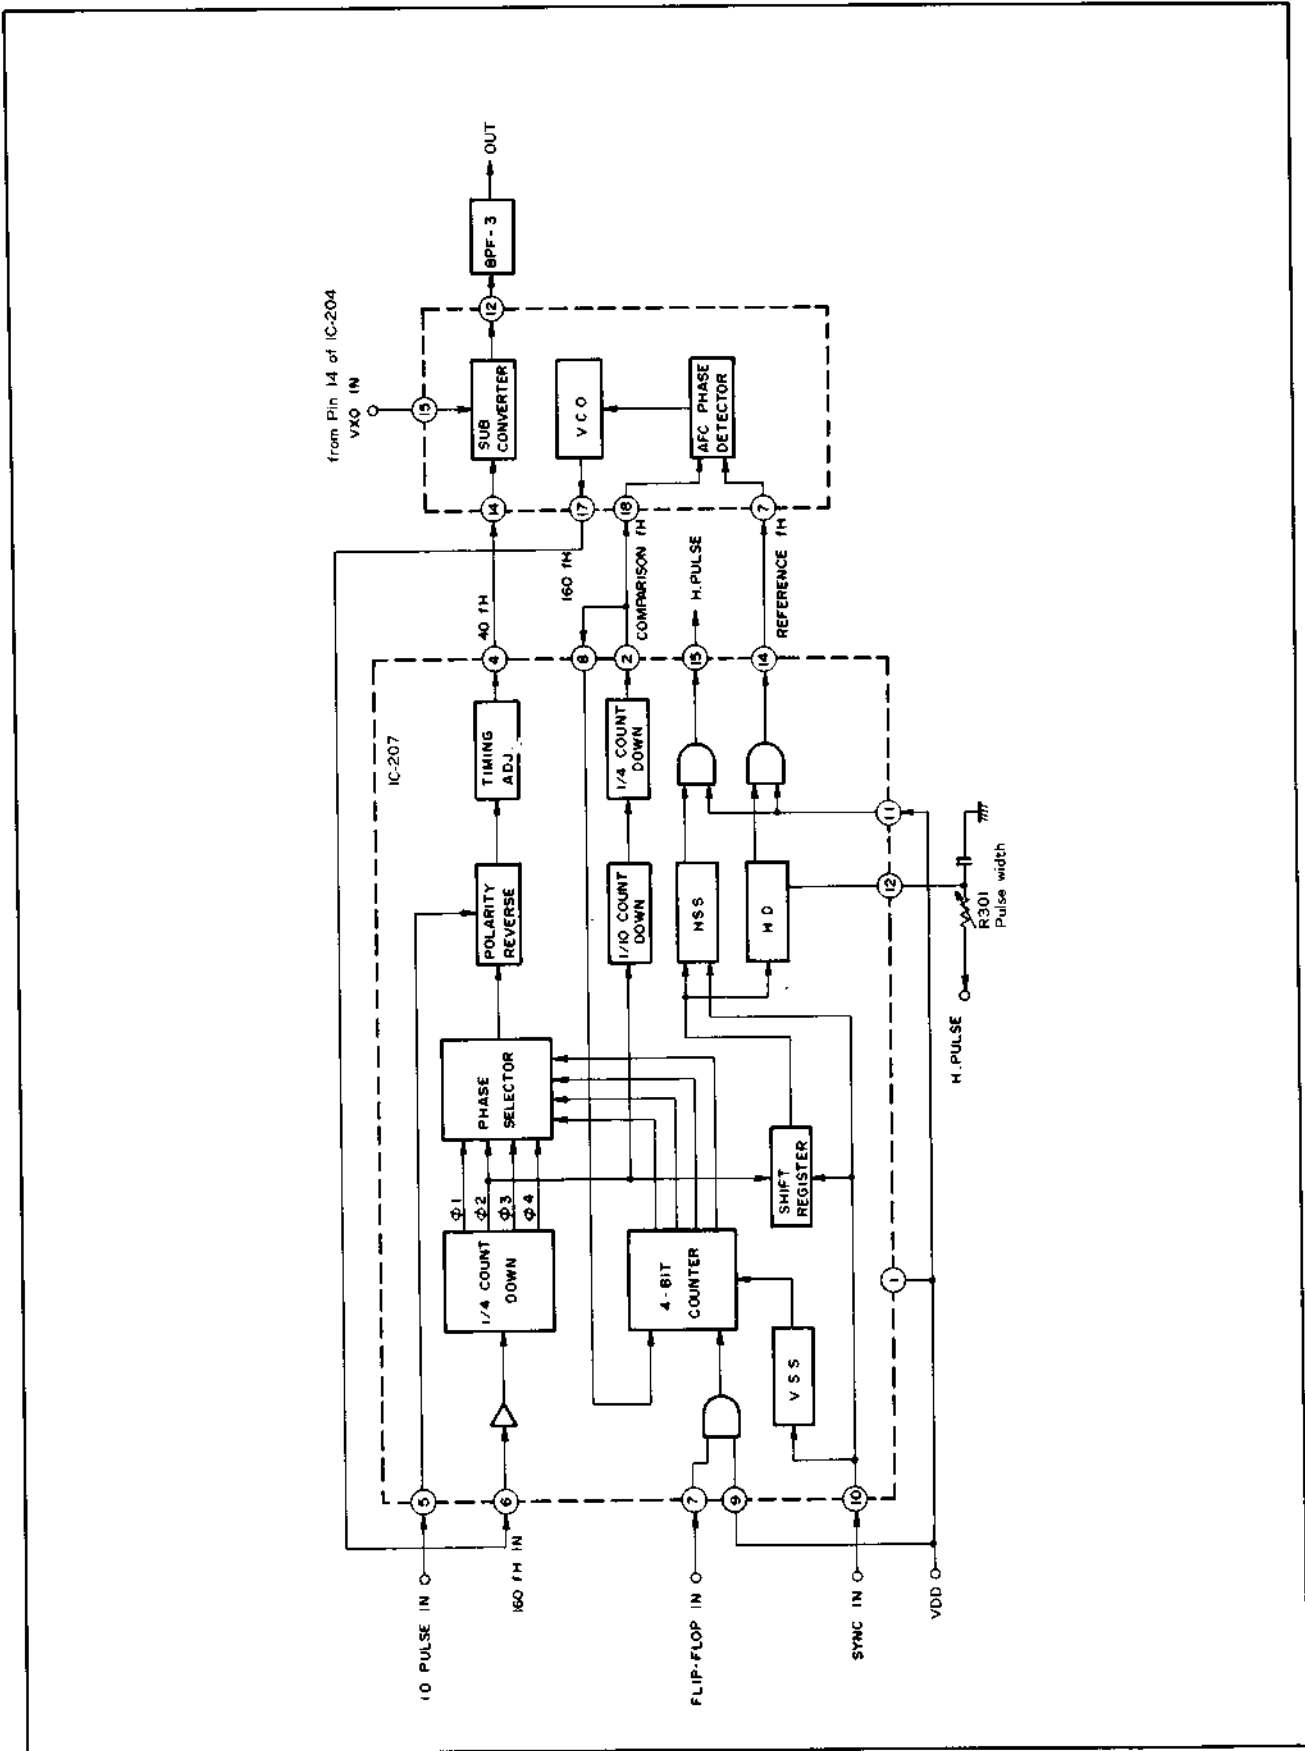 from Pin 14 of IC-204
VXO IN
15
10 PULSE IN
5
IC-207
POLARITY
REVERSE
TIMING
ADJ.
4
40 fH
14
SUB
CONVERTER
12
BPF-3
OUT
160 fH IN
6
1/4 COUNT
DOWN
Φ1
Φ2
Φ3
Φ4
PHASE
SELECTOR
8
160 fH
17
VCO
1/10 COUNT
DOWN
1/4 COUNT
DOWN
2
COMPARISON fH
18
FLIP-FLOP IN
7
9
4-BIT
COUNTER
HSS
15
H.PULSE
AFC PHASE
DETECTOR
HD
14
REFERENCE fH
7
VSS
SHIFT
REGISTER
SYNC IN
10
1
12
11
VDD
H.PULSE
R301
Pulse width